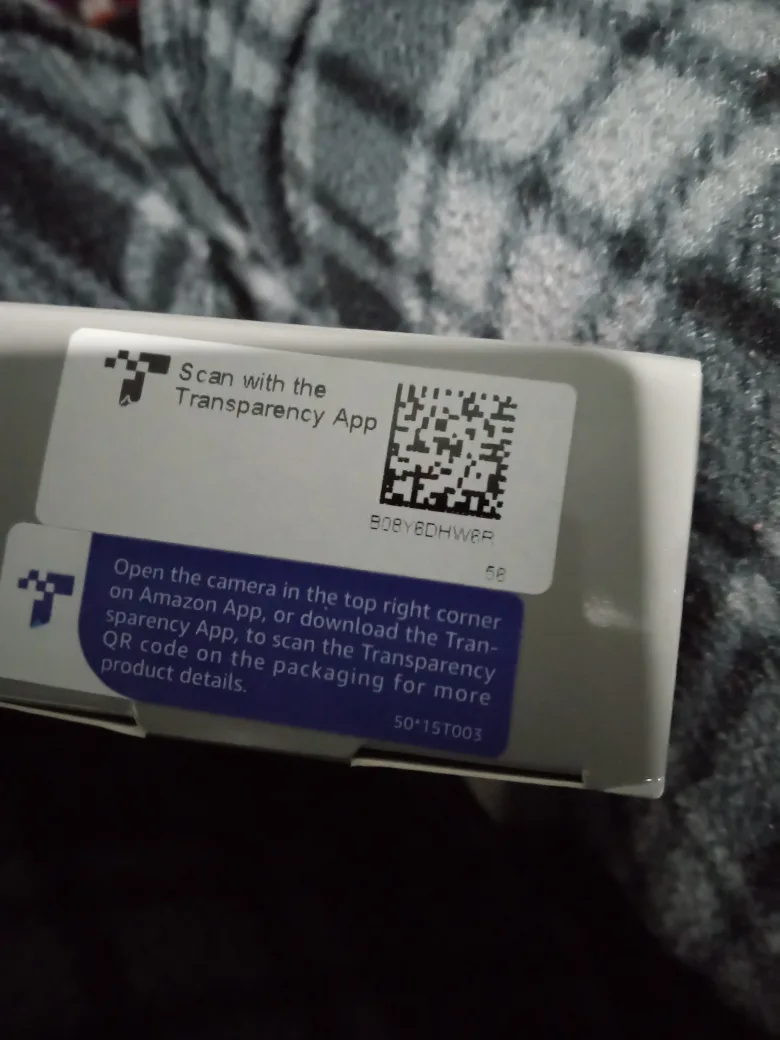 Scan with the
Transparency App
B08Y6DHW6R
58
Open the camera in the top right corner
on Amazon App, or download the Tran-
sparency App, to scan the Transparency
QR code on the packaging for more
product details.
50*15T003